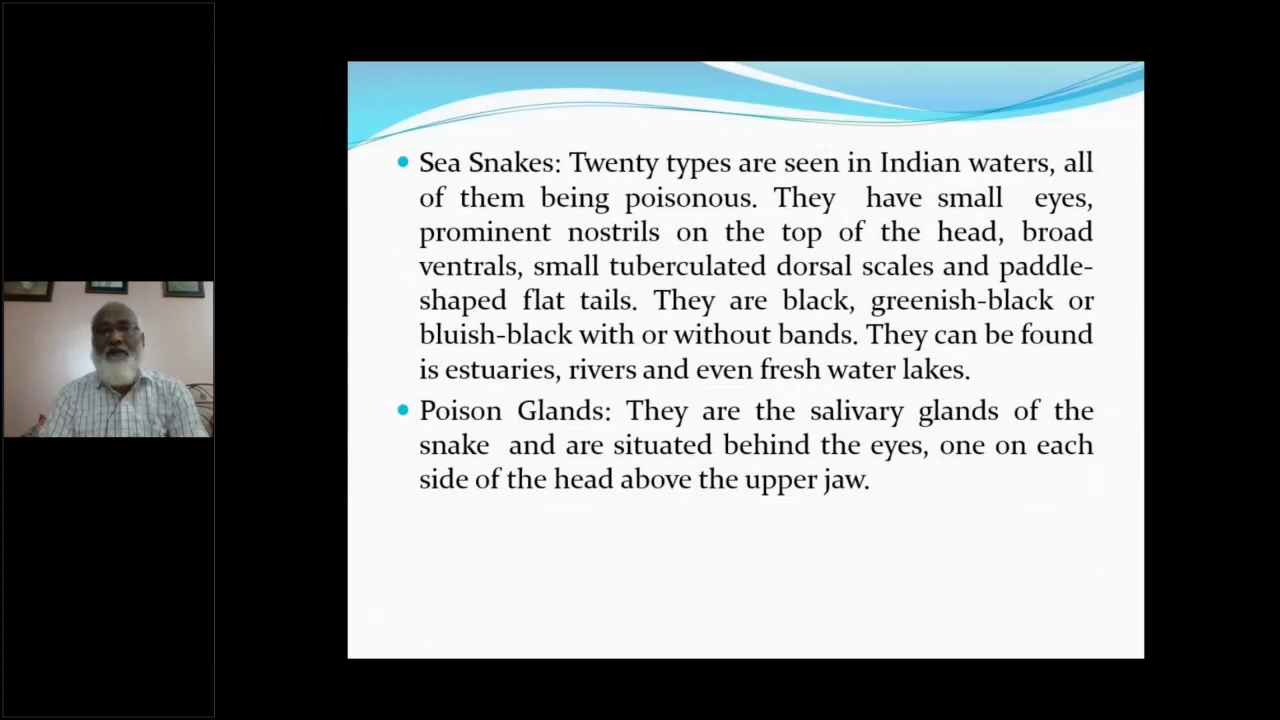 Sea Snakes: Twenty types are seen in Indian waters, all
of them being poisonous. They have small eyes,
prominent nostrils on the top of the head, broad
ventrals, small tuberculated dorsal scales and paddle-
shaped flat tails. They are black, greenish-black or
bluish-black with or without bands. They can be found
is estuaries, rivers and even fresh water lakes.
Poison Glands: They are the salivary glands of the
snake and are situated behind the eyes, one on each
side of the head above the upper jaw.